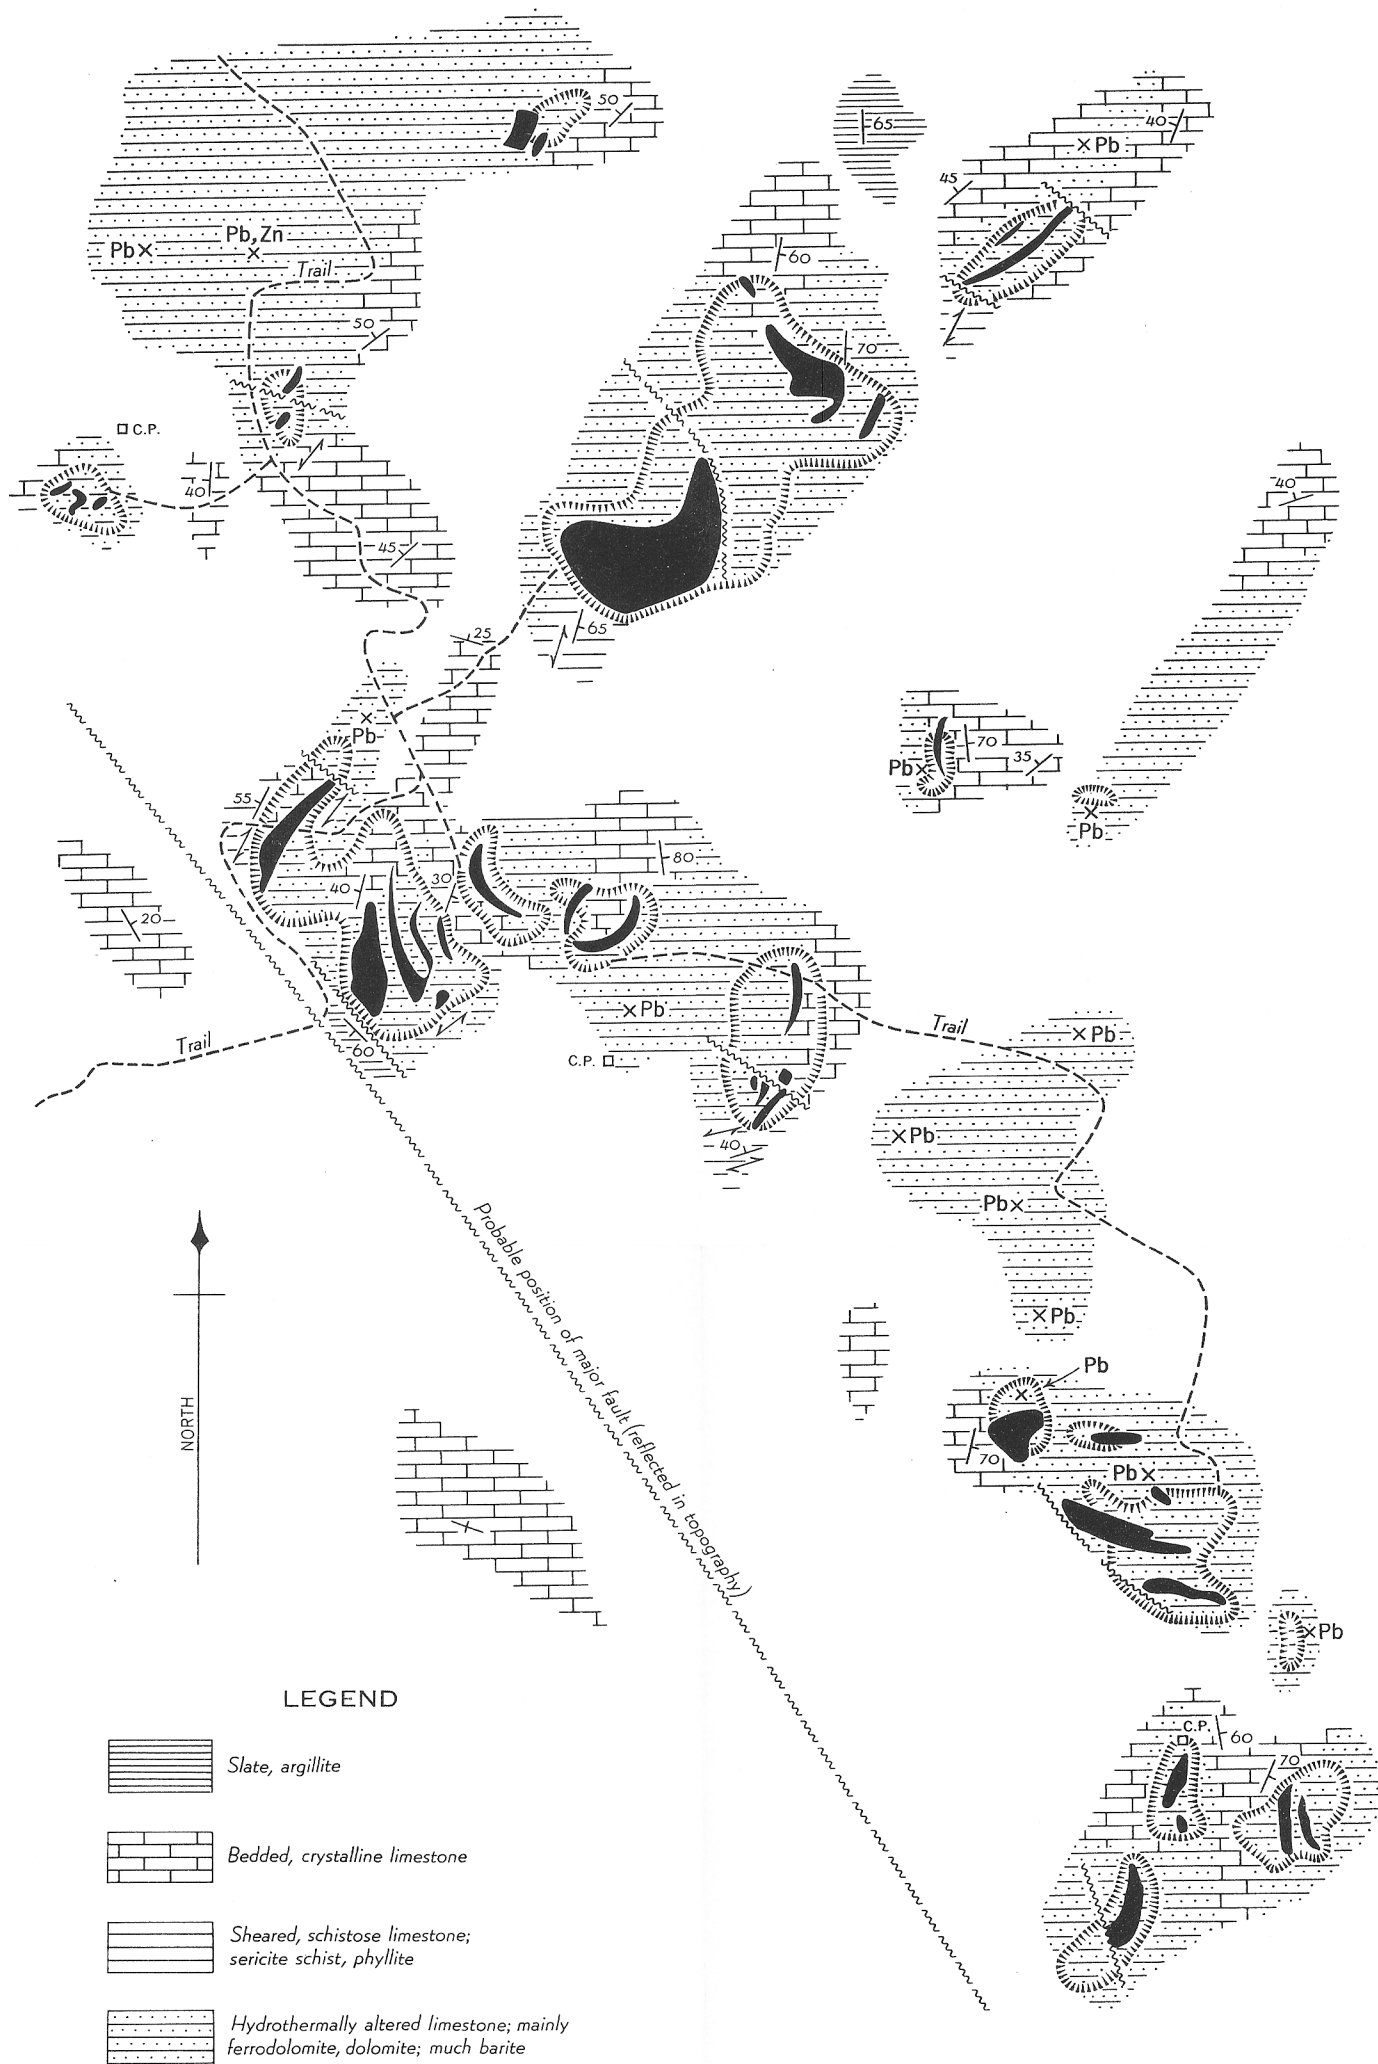 50
65
40
Pb
45
Pb
Pb, Zn
Trail
60
50
70
C.P.
40
40
45
65
25
Pb
70
35
Pb
55
Pb
80
40
30
20
Pb
Trail
Pb
Trail
60
C.P.
Pb
40
Pb
Probable position of major fault (reflected in topography)
Pb
Pb
NORTH
70
Pb
Pb
C.P.
60
70
LEGEND
Slate, argillite
Bedded, crystalline limestone
Sheared, schistose limestone;
sericite schist, phyllite
Hydrothermally altered limestone; mainly
ferrodolomite, dolomite; much barite